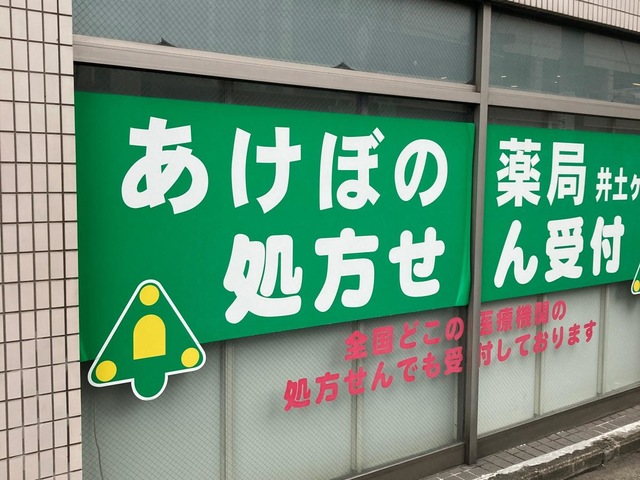 あけぼの薬局 井土ケ
処方せん受付
全国どこの医療機関の
処方せんでも受付しております